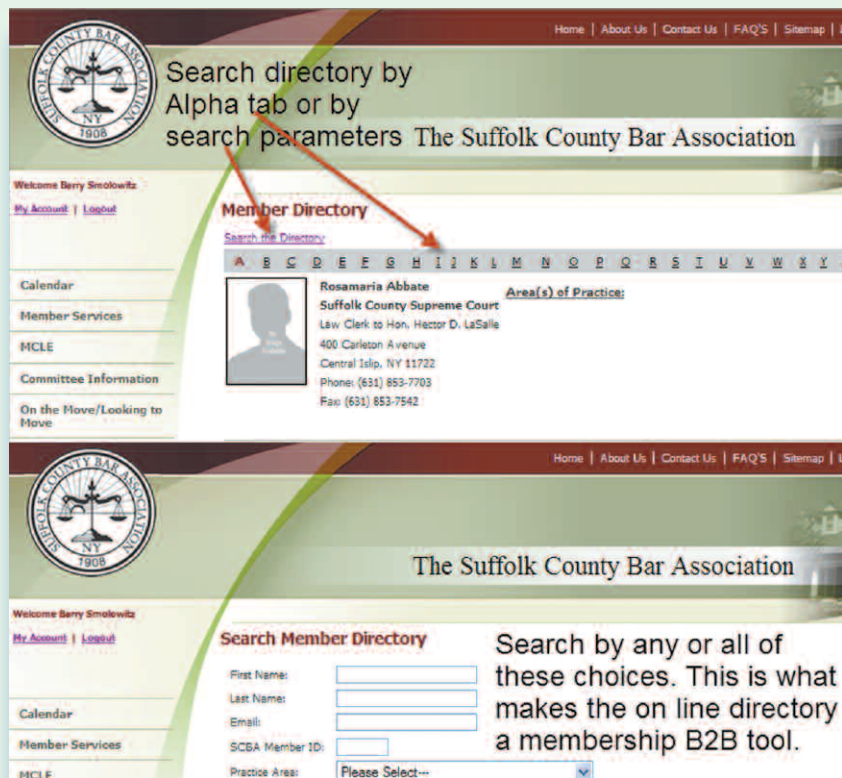 Home | About Us | Contact Us | FAQ'S | Sitemap |
SUFFOLK COUNTY BAR ASSOCIATION
NY
1908
Search directory by
Alpha tab or by
search parameters
The Suffolk County Bar Association
Welcome Berry Smolowitz
My Account | Logout
Member Directory
Search the Directory
A B C D E F G H I J K L M N O P Q R S T U V W X Y
Calendar
Member Services
MCLE
Committee Information
On the Move/Looking to
Move
Rosamaria Abbate
Suffolk County Supreme Court
Law Clerk to Hon. Hector D. LaSalle
400 Carleton Avenue
Central Islip, NY 11722
Phone: (631) 853-7703
Fax: (631) 853-7542
Area(s) of Practice:
Home | About Us | Contact Us | FAQ'S | Sitemap |
SUFFOLK COUNTY BAR ASSOCIATION
NY
1908
The Suffolk County Bar Association
Welcome Berry Smolowitz
My Account | Logout
Calendar
Member Services
MCLE
Search Member Directory
First Name:
Last Name:
Email:
SCBA Member ID:
Practice Area: Please Select---
Search by any or all of
these choices. This is what
makes the on line directory
a membership B2B tool.